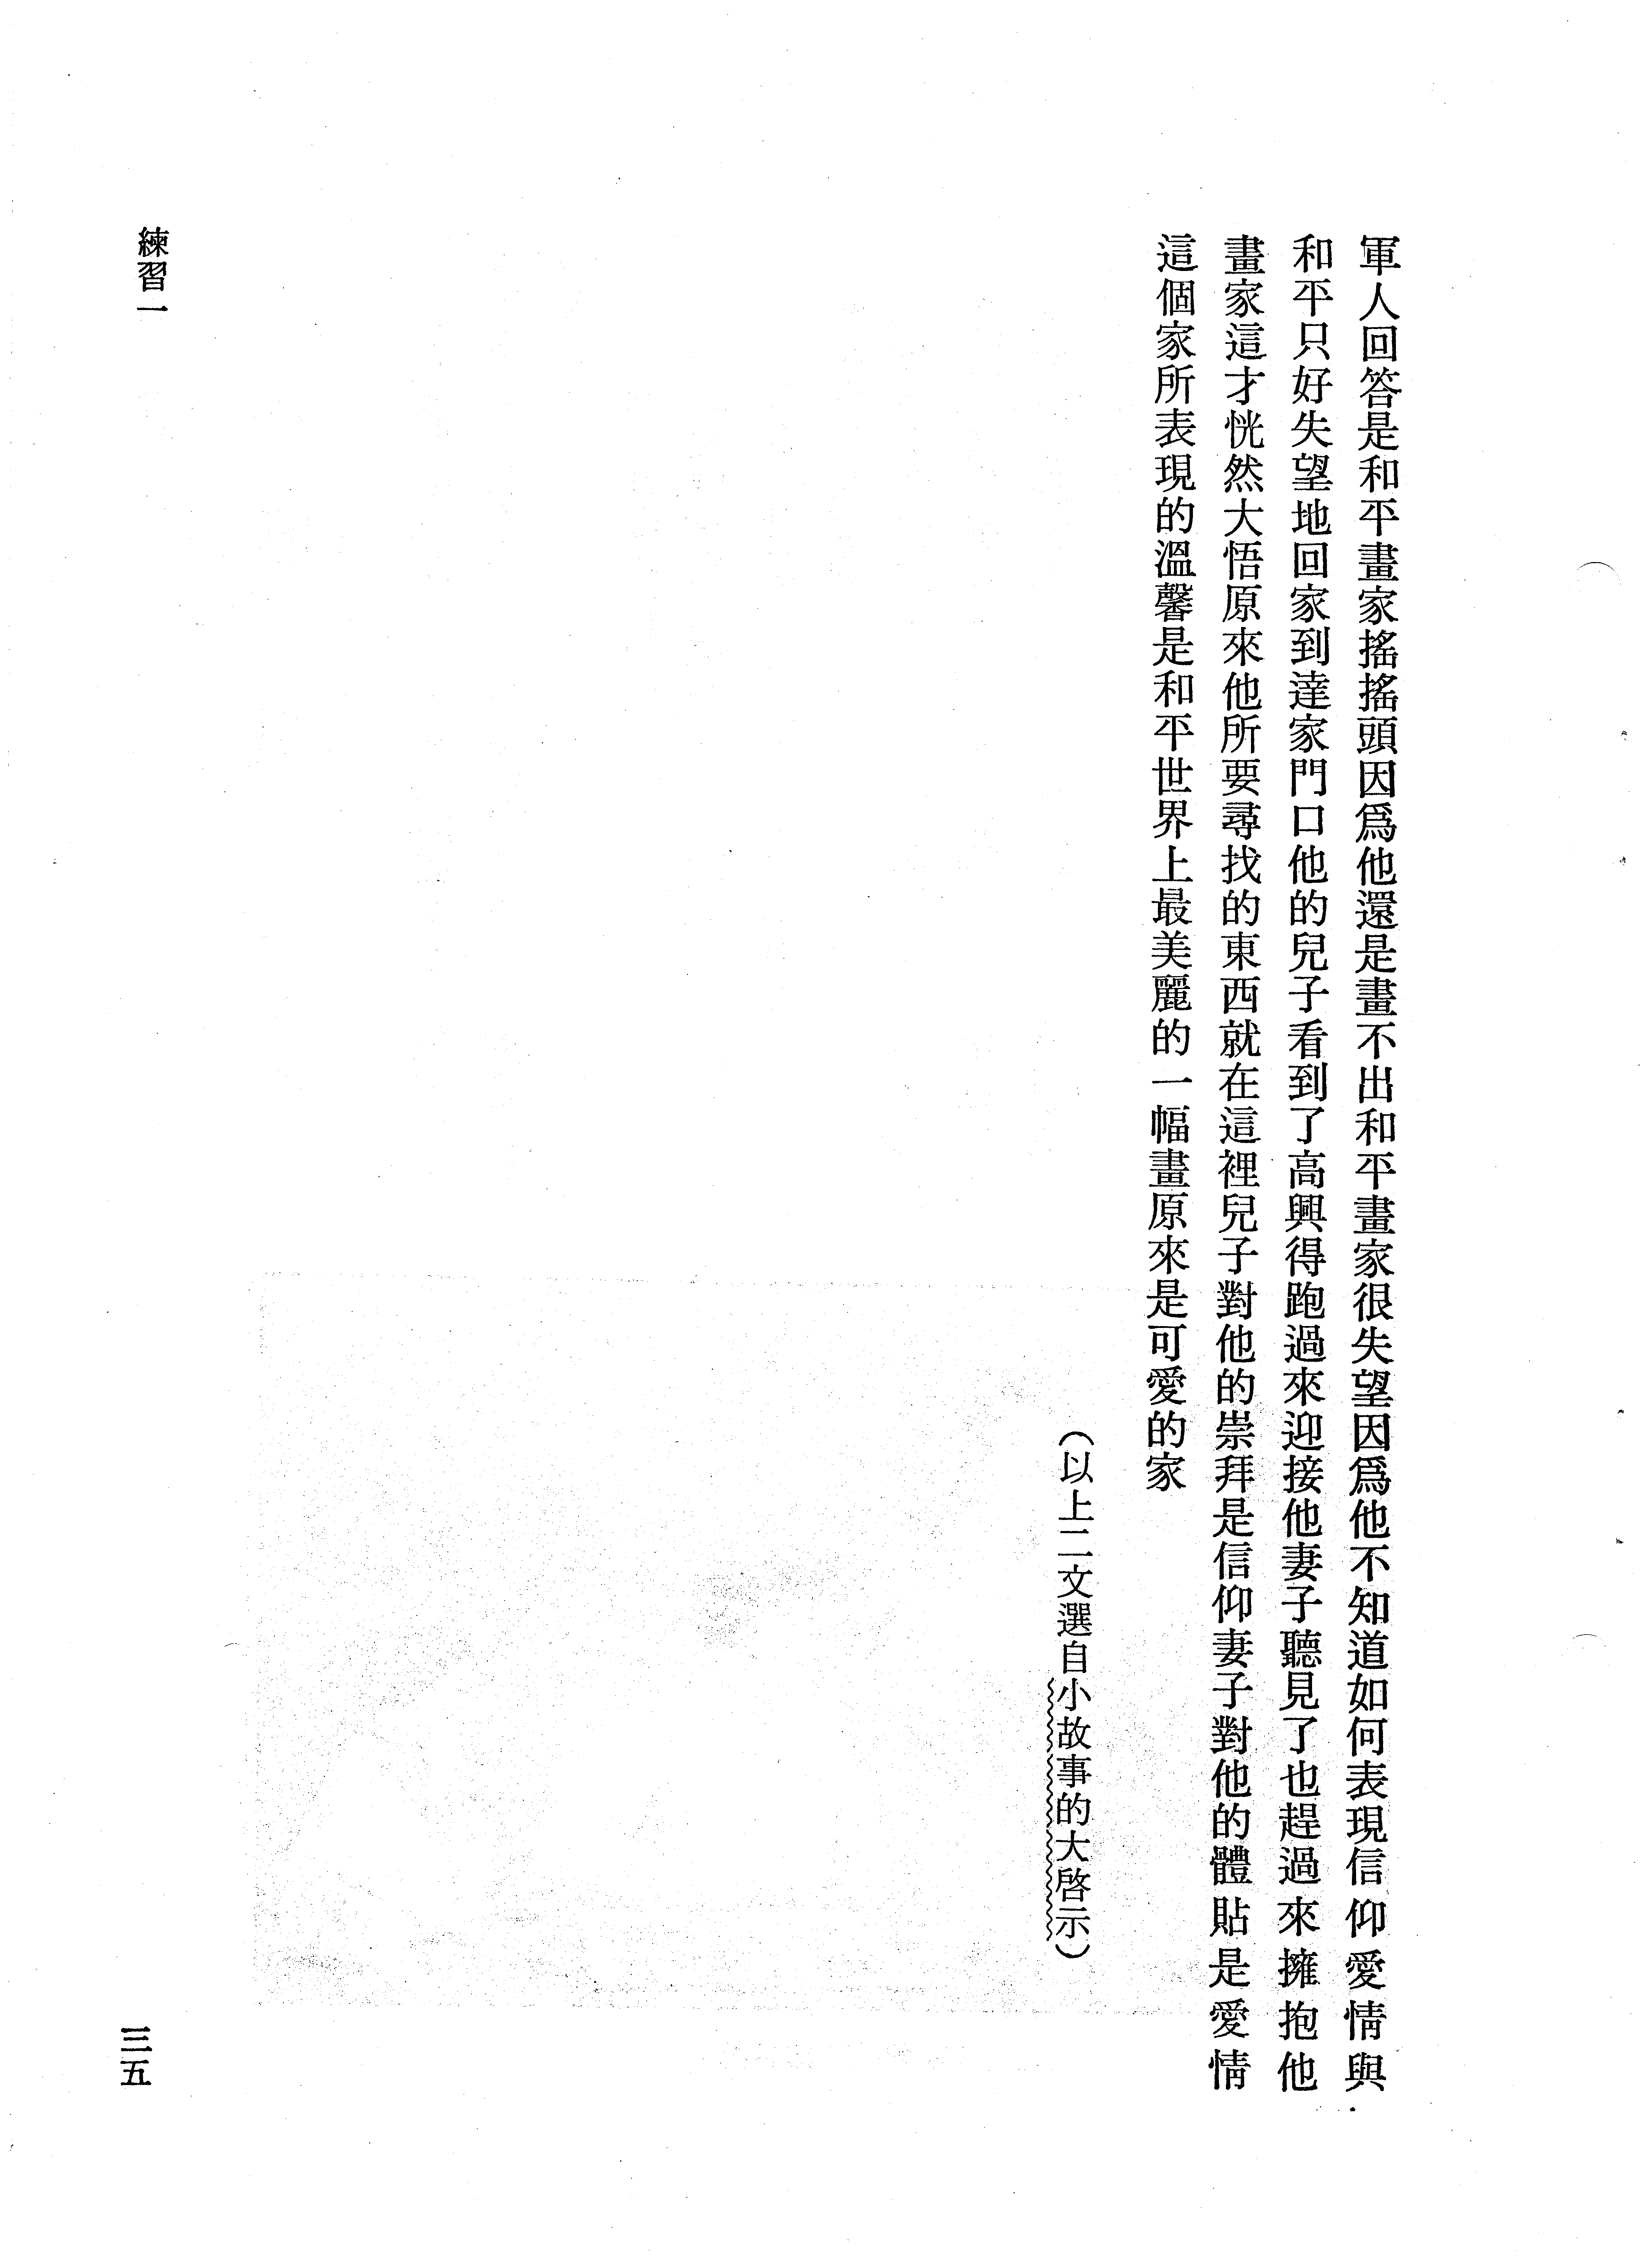 軍人回答是和平畫家搖搖頭因爲他還是畫不出和平畫家很失望因爲他不知道如何表現信仰愛情與
和平只好失望地回家到達家門口他的兒子看到了高興得跑過來迎接他妻子聽見了也趕過來擁抱他
畫家這才恍然大悟原來他所要尋找的東西就在這裡兒子對他的崇拜是信仰妻子對他的體貼是愛情
這個家所表現的溫馨是和平世界上最美麗的一幅畫原來是可愛的家
（以上二文選自小故事的大啓示）
練習一
三五